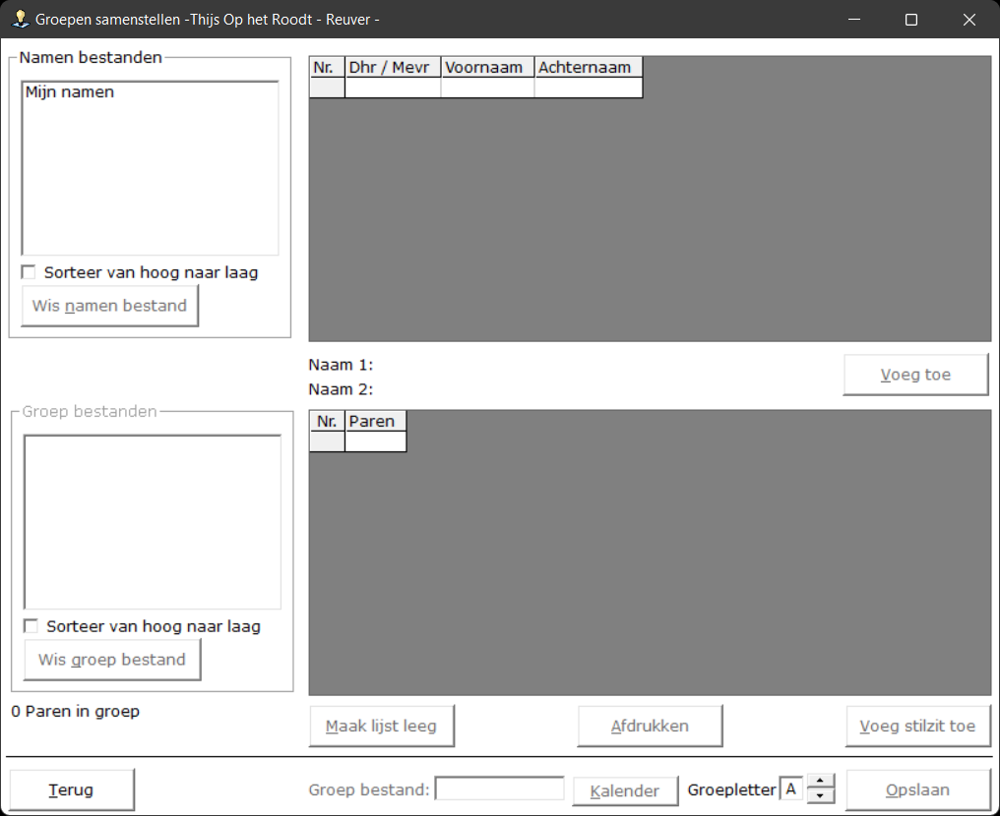 Groepen samenstellen -Thijs Op het Roodt - Reuver -
Namen bestanden
Mijn namen
Sorteer van hoog naar laag
Wis namen bestand
Nr. Dhr / Mevr Voornaam Achternaam
Naam 1:
Naam 2:
Voeg toe
Groep bestanden
Sorteer van hoog naar laag
Wis groep bestand
0 Paren in groep
Nr. Paren
Maak lijst leeg
Afdrukken
Voeg stilzit toe
Terug
Groep bestand:
Kalender
Groepletter A
Opslaan